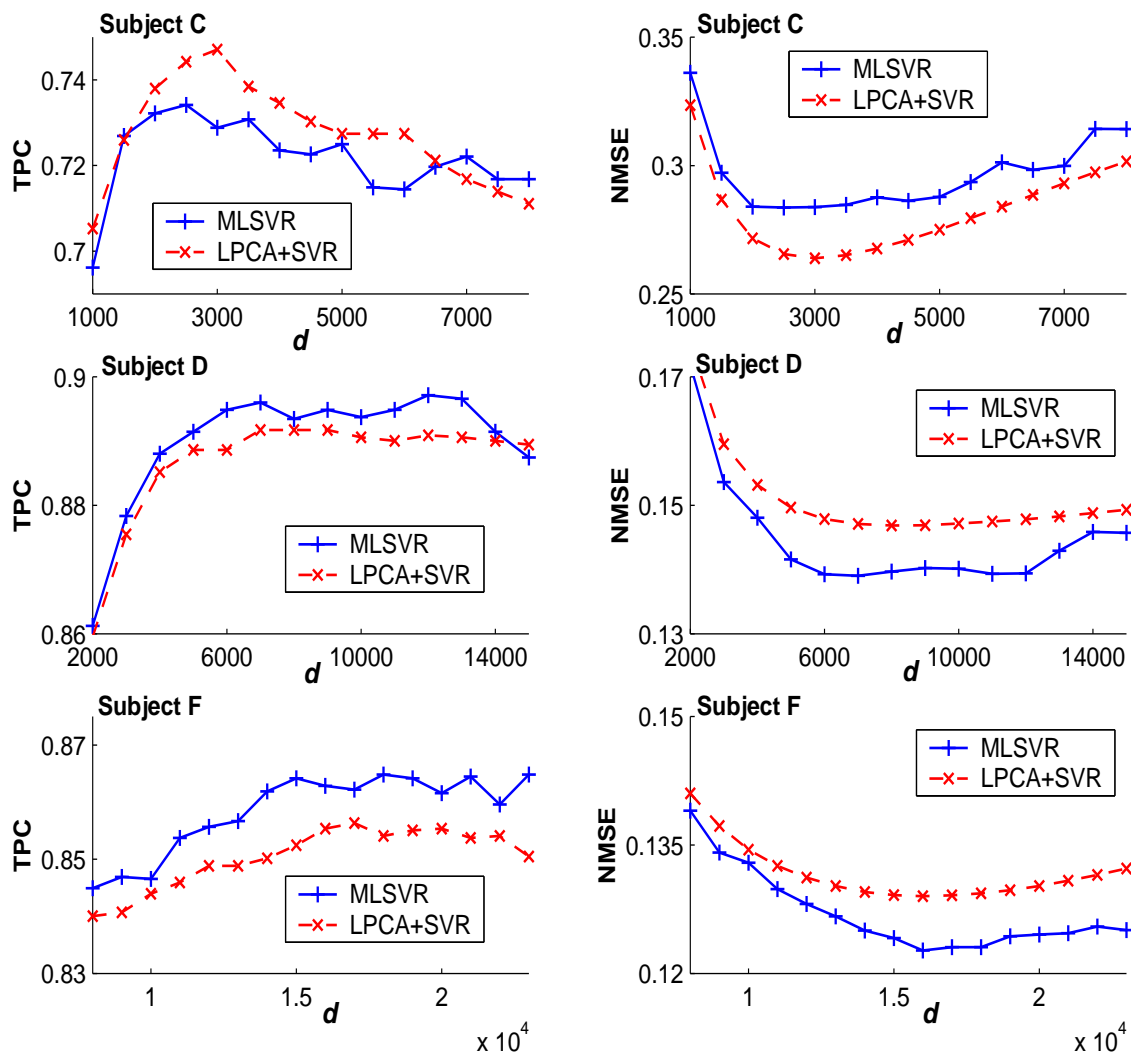 Subject C
TPC
0.74
0.72
0.7
MLSVR
LPCA+SVR
1000 3000 5000 7000
d
Subject C
NMSE
0.35
0.3
0.25
MLSVR
LPCA+SVR
1000 3000 5000 7000
d
Subject D
TPC
0.9
0.88
0.86
MLSVR
LPCA+SVR
2000 6000 10000 14000
d
Subject D
NMSE
0.17
0.15
0.13
MLSVR
LPCA+SVR
2000 6000 10000 14000
d
Subject F
TPC
0.87
0.85
0.83
MLSVR
LPCA+SVR
1 1.5 2
d
x 10^4
Subject F
NMSE
0.15
0.135
0.12
MLSVR
LPCA+SVR
1 1.5 2
d
x 10^4